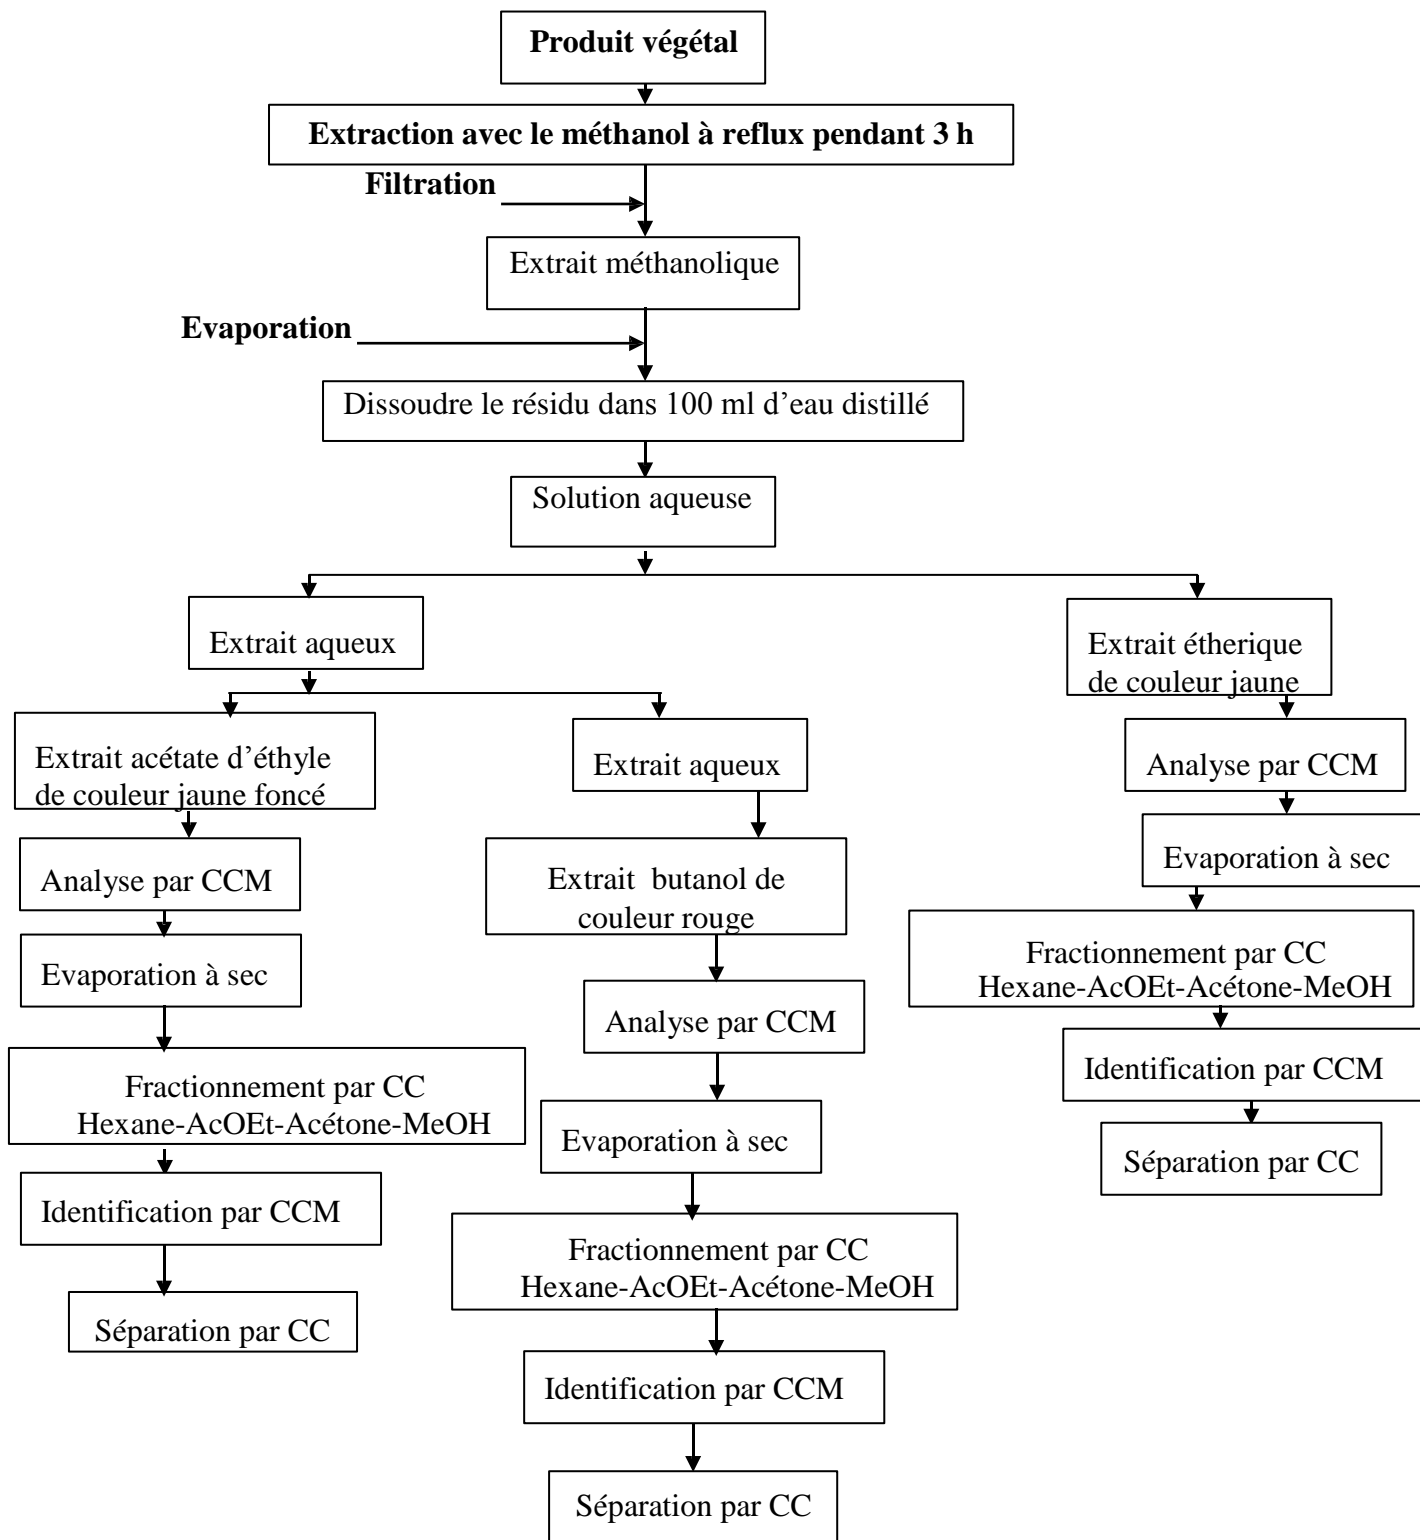 Produit végétal
Extraction avec le méthanol à reflux pendant 3 h
Filtration
Extrait méthanolique
Evaporation
Dissoudre le résidu dans 100 ml d’eau distillé
Solution aqueuse
Extrait aqueux
Extrait étherique
de couleur jaune
Extrait acétate d’éthyle
de couleur jaune foncé
Extrait aqueux
Analyse par CCM
Analyse par CCM
Extrait butanol de
couleur rouge
Evaporation à sec
Evaporation à sec
Fractionnement par CC
Hexane-AcOEt-Acétone-MeOH
Analyse par CCM
Identification par CCM
Fractionnement par CC
Hexane-AcOEt-Acétone-MeOH
Evaporation à sec
Séparation par CC
Identification par CCM
Fractionnement par CC
Hexane-AcOEt-Acétone-MeOH
Séparation par CC
Identification par CCM
Séparation par CC